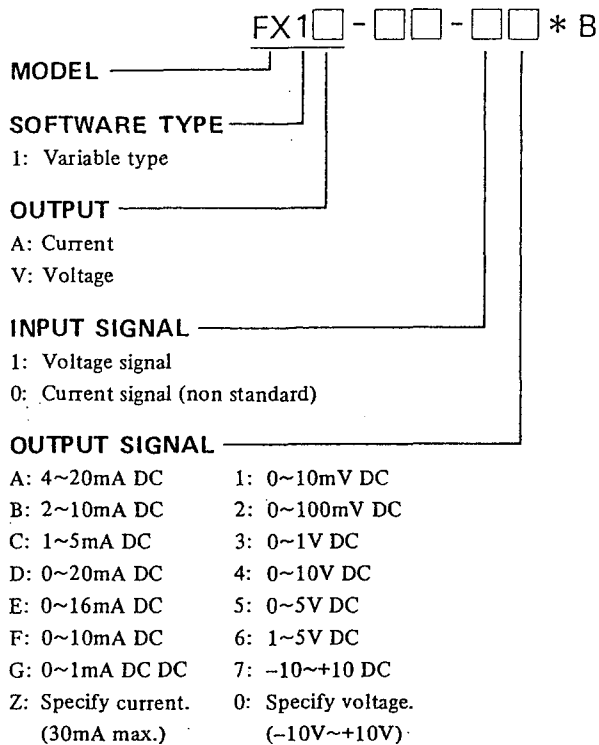 FX1□-□□-□□*B
MODEL
SOFTWARE TYPE
1: Variable type
OUTPUT
A: Current
V: Voltage
INPUT SIGNAL
1: Voltage signal
0: Current signal (non standard)
OUTPUT SIGNAL
A: 4~20mA DC 1: 0~10mV DC
B: 2~10mA DC 2: 0~100mV DC
C: 1~5mA DC 3: 0~1V DC
D: 0~20mA DC 4: 0~10V DC
E: 0~16mA DC 5: 0~5V DC
F: 0~10mA DC 6: 1~5V DC
G: 0~1mA DC DC 7: –10~+10 DC
Z: Specify current. 0: Specify voltage.
(30mA max.) (–10V~+10V)